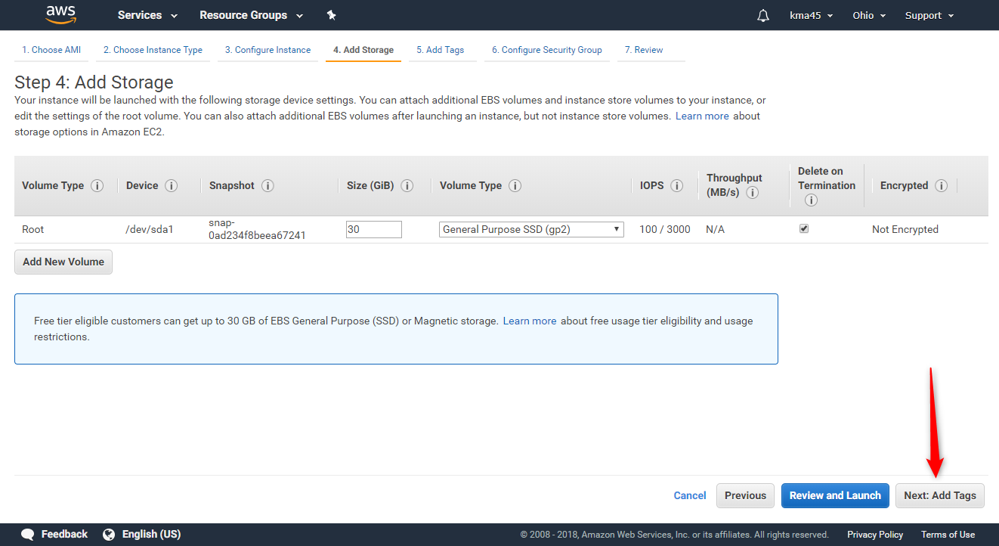 aws Services Resource Groups kma45 Ohio Support
1. Choose AMI 2. Choose Instance Type 3. Configure Instance 4. Add Storage 5. Add Tags 6. Configure Security Group 7. Review
Step 4: Add Storage
Your instance will be launched with the following storage device settings. You can attach additional EBS volumes and instance store volumes to your instance, or
edit the settings of the root volume. You can also attach additional EBS volumes after launching an instance, but not instance store volumes. Learn more about
storage options in Amazon EC2.
Volume Type i Device i Snapshot i Size (GiB) i Volume Type i IOPS i Throughput (MB/s) i Delete on Termination i Encrypted i
Root /dev/sda1 snap-0ad234f8beea67241 30 General Purpose SSD (gp2) 100 / 3000 N/A Not Encrypted
Add New Volume
Free tier eligible customers can get up to 30 GB of EBS General Purpose (SSD) or Magnetic storage. Learn more about free usage tier eligibility and usage
restrictions.
Cancel Previous Review and Launch Next: Add Tags
Feedback English (US) © 2008 - 2018, Amazon Web Services, Inc. or its affiliates. All rights reserved. Privacy Policy Terms of Use